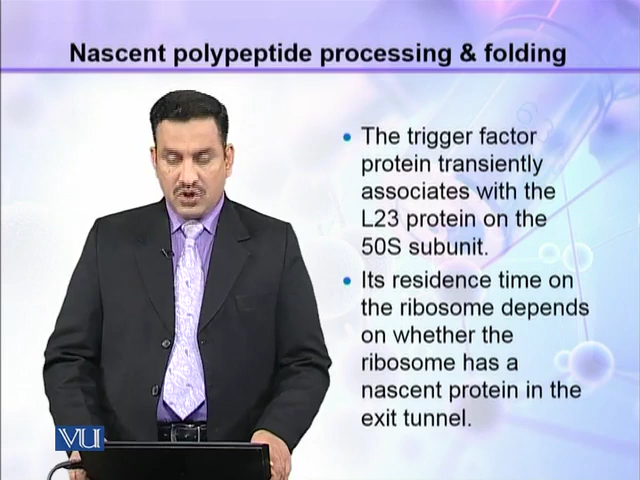 Nascent polypeptide processing & folding
• The trigger factor
protein transiently
associates with the
L23 protein on the
50S subunit.
• Its residence time on
the ribosome depends
on whether the
ribosome has a
nascent protein in the
exit tunnel.
VU